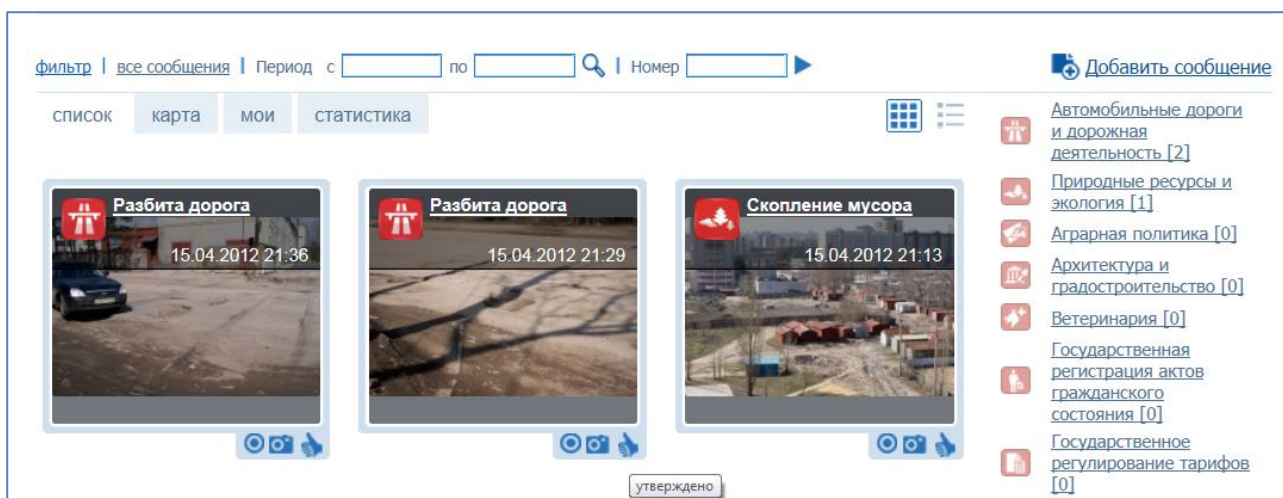 фильтр | все сообщения | Период с по | Номер
Добавить сообщение
список карта мои статистика
Разбита дорога
15.04.2012 21:36
Разбита дорога
15.04.2012 21:29
Скопление мусора
15.04.2012 21:13
утверждено
Автомобильные дороги
и дорожная
деятельность [2]
Природные ресурсы и
экология [1]
Аграрная политика [0]
Архитектура и
градостроительство [0]
Ветеринария [0]
Государственная
регистрация актов
гражданского
состояния [0]
Государственное
регулирование тарифов
[0]